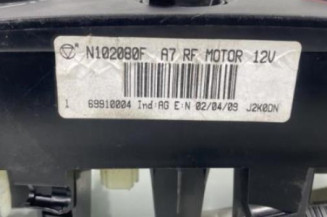 N102080F A7 RF MOTOR 12V
1 69910004 Ind:AG E:N 02/04/09 J2K0DN